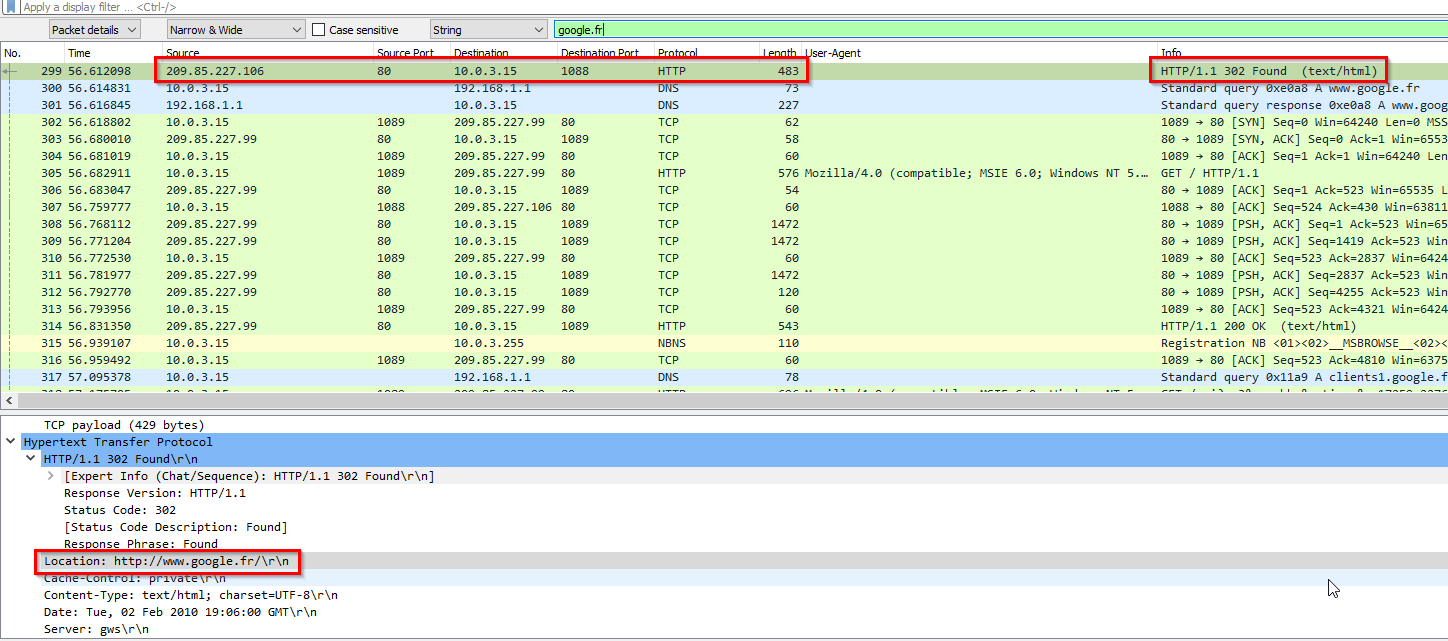 Apply a display filter ... <Ctrl-/>
Packet details Narrow & Wide Case sensitive String google.fr
No. Time Source Source Port Destination Destination Port Protocol Length User-Agent Info
299 56.612098 209.85.227.106 80 10.0.3.15 1088 HTTP 483 HTTP/1.1 302 Found (text/html)
300 56.614831 10.0.3.15 192.168.1.1 DNS 73 Standard query 0xe0a8 A www.google.fr
301 56.616845 192.168.1.1 10.0.3.15 DNS 227 Standard query response 0xe0a8 A www.goog
302 56.618802 10.0.3.15 1089 209.85.227.99 80 TCP 62 1089 → 80 [SYN] Seq=0 Win=64240 Len=0 MSS
303 56.680010 209.85.227.99 80 10.0.3.15 1089 TCP 58 80 → 1089 [SYN, ACK] Seq=0 Ack=1 Win=6553
304 56.681019 10.0.3.15 1089 209.85.227.99 80 TCP 60 1089 → 80 [ACK] Seq=1 Ack=1 Win=64240 Len
305 56.682911 10.0.3.15 1089 209.85.227.99 80 HTTP 576 Mozilla/4.0 (compatible; MSIE 6.0; Windows NT 5.… GET / HTTP/1.1
306 56.683047 209.85.227.99 80 10.0.3.15 1089 TCP 54 80 → 1089 [ACK] Seq=1 Ack=523 Win=65535 L
307 56.759777 10.0.3.15 1088 209.85.227.106 80 TCP 60 1088 → 80 [ACK] Seq=524 Ack=430 Win=63811
308 56.768112 209.85.227.99 80 10.0.3.15 1089 TCP 1472 80 → 1089 [PSH, ACK] Seq=1 Ack=523 Win=65
309 56.771204 209.85.227.99 80 10.0.3.15 1089 TCP 1472 80 → 1089 [PSH, ACK] Seq=1419 Ack=523 Win
310 56.772530 10.0.3.15 1089 209.85.227.99 80 TCP 60 1089 → 80 [ACK] Seq=523 Ack=2837 Win=6424
311 56.781977 209.85.227.99 80 10.0.3.15 1089 TCP 1472 80 → 1089 [PSH, ACK] Seq=2837 Ack=523 Win
312 56.792770 209.85.227.99 80 10.0.3.15 1089 TCP 120 80 → 1089 [PSH, ACK] Seq=4255 Ack=523 Win
313 56.793956 10.0.3.15 1089 209.85.227.99 80 TCP 60 1089 → 80 [ACK] Seq=523 Ack=4321 Win=6424
314 56.831350 209.85.227.99 80 10.0.3.15 1089 HTTP 543 HTTP/1.1 200 OK (text/html)
315 56.939107 10.0.3.15 10.0.3.255 NBNS 110 Registration NB <01><02>__MSBROWSE__<02><
316 56.959492 10.0.3.15 1089 209.85.227.99 80 TCP 60 1089 → 80 [ACK] Seq=523 Ack=4810 Win=6375
317 57.095378 10.0.3.15 192.168.1.1 DNS 78 Standard query 0x11a9 A clients1.google.f
TCP payload (429 bytes)
Hypertext Transfer Protocol
HTTP/1.1 302 Found\r\n
[Expert Info (Chat/Sequence): HTTP/1.1 302 Found\r\n]
Response Version: HTTP/1.1
Status Code: 302
[Status Code Description: Found]
Response Phrase: Found
Location: http://www.google.fr/\r\n
Cache-Control: private\r\n
Content-Type: text/html; charset=UTF-8\r\n
Date: Tue, 02 Feb 2010 19:06:00 GMT\r\n
Server: gws\r\n